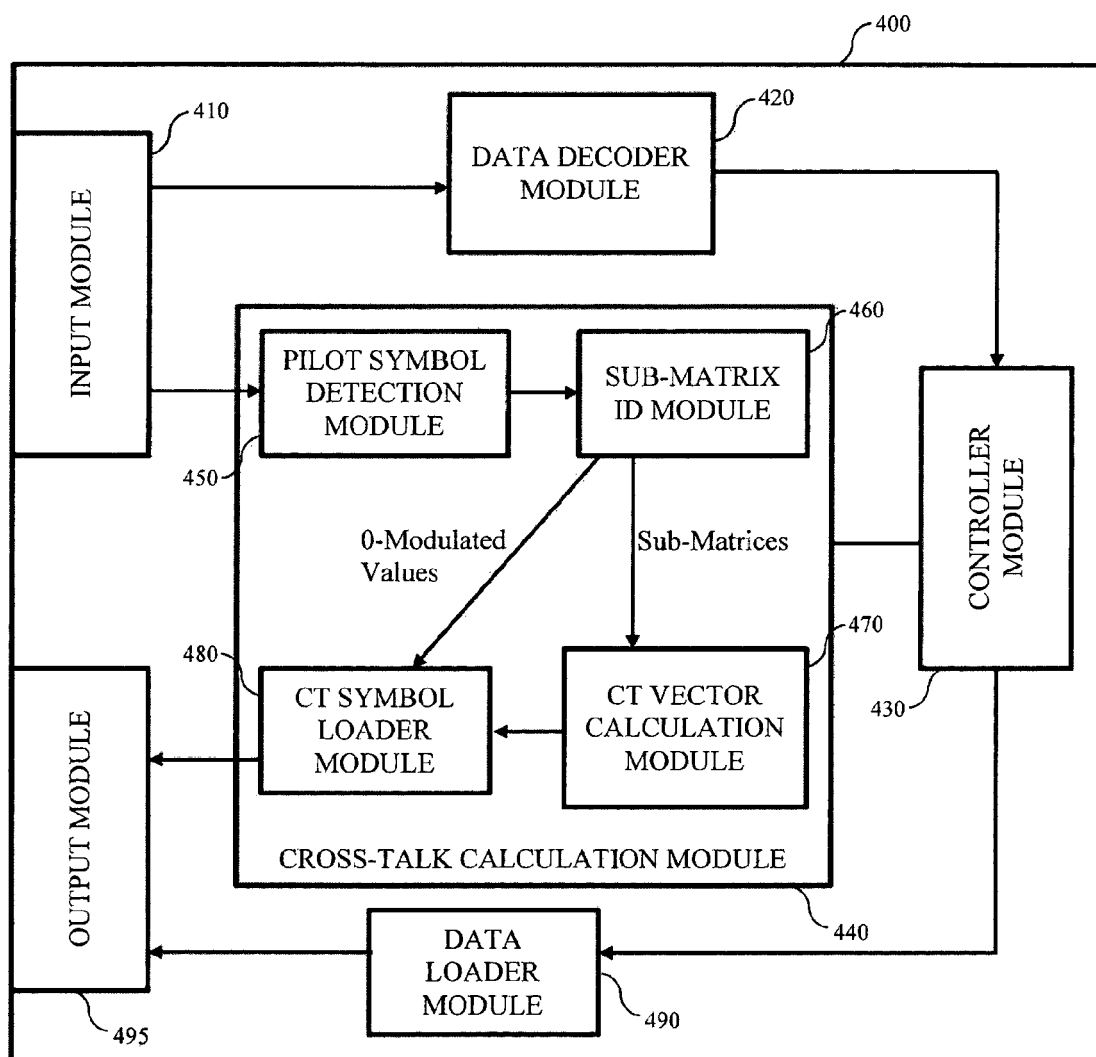 400
410
INPUT MODULE
420
DATA DECODER
MODULE
460
PILOT SYMBOL
DETECTION
MODULE
450
SUB-MATRIX
ID MODULE
CONTROLLER
MODULE
430
0-Modulated
Values
Sub-Matrices
470
480
CT SYMBOL
LOADER
MODULE
CT VECTOR
CALCULATION
MODULE
OUTPUT MODULE
495
CROSS-TALK CALCULATION MODULE
440
DATA
LOADER
MODULE
490